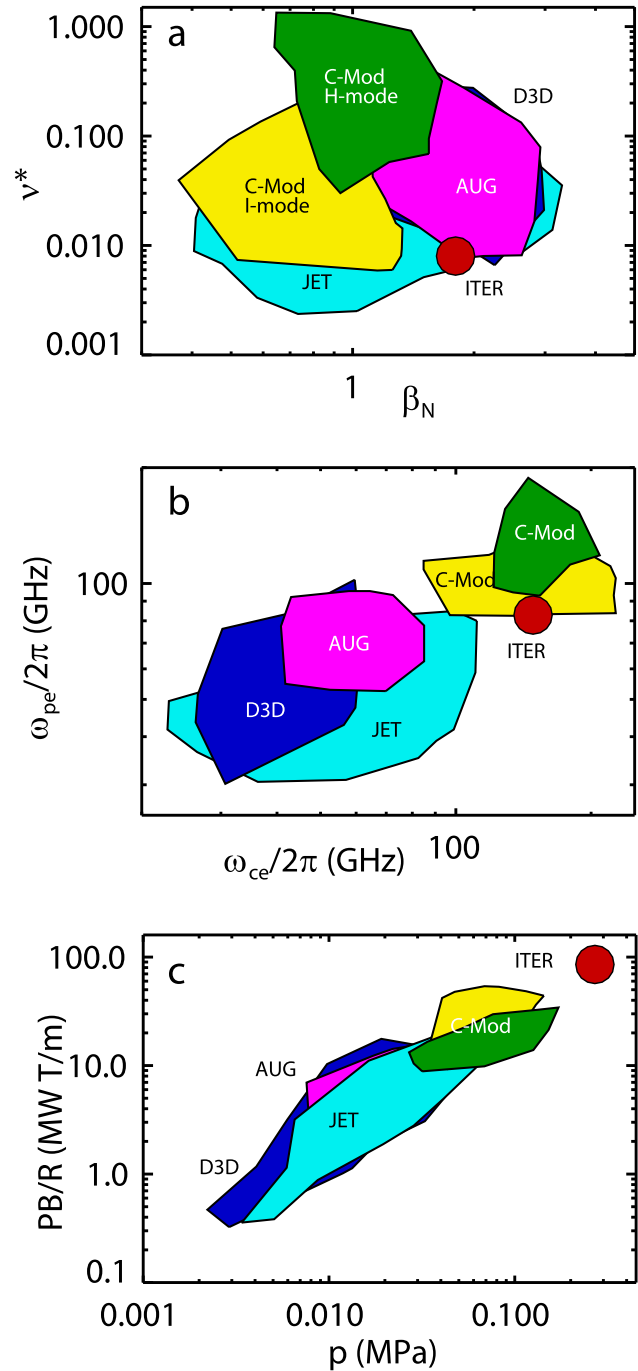 1.000
a
C-Mod
H-mode
D3D
0.100
ν*
C-Mod
I-mode
AUG
0.010
JET
ITER
0.001
1
β_N
b
C-Mod
100
C-Mod
ω_pe/2π (GHz)
AUG
ITER
D3D
JET
ω_ce/2π (GHz)
100
100.0
c
ITER
C-Mod
PB/R (MW T/m)
10.0
AUG
JET
D3D
1.0
0.1
0.001
0.010
0.100
p (MPa)